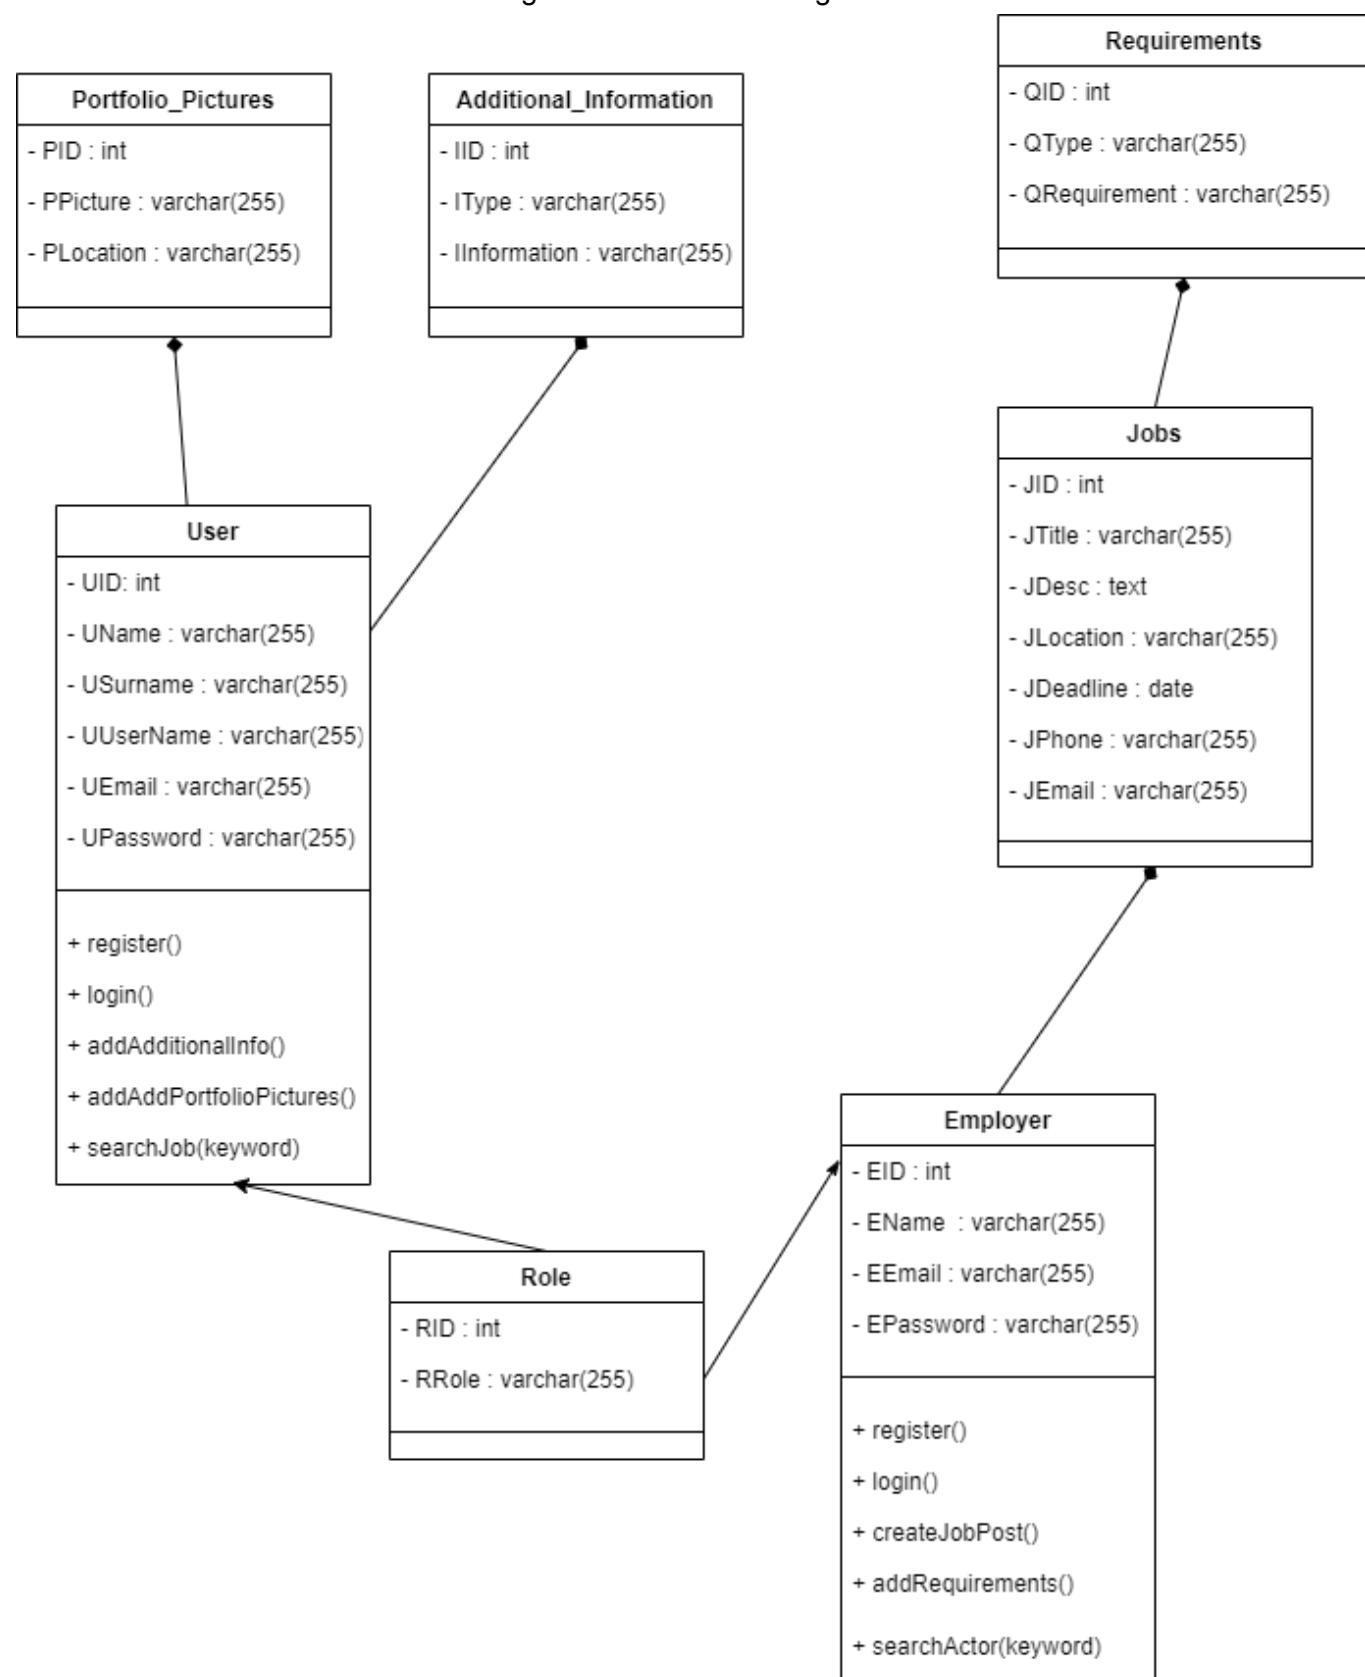 Requirements
- QID : int
- QType : varchar(255)
- QRequirement : varchar(255)
Portfolio_Pictures
- PID : int
- PPicture : varchar(255)
- PLocation : varchar(255)
Additional_Information
- IID : int
- IType : varchar(255)
- IInformation : varchar(255)
Jobs
- JID : int
- JTitle : varchar(255)
- JDesc : text
- JLocation : varchar(255)
- JDeadline : date
- JPhone : varchar(255)
- JEmail : varchar(255)
User
- UID: int
- UName : varchar(255)
- USurname : varchar(255)
- UUserName : varchar(255)
- UEmail : varchar(255)
- UPassword : varchar(255)
+ register()
+ login()
+ addAdditionalInfo()
+ addAddPortfolioPictures()
+ searchJob(keyword)
Employer
- EID : int
- EName : varchar(255)
- EEmail : varchar(255)
- EPassword : varchar(255)
+ register()
+ login()
+ createJobPost()
+ addRequirements()
+ searchActor(keyword)
Role
- RID : int
- RRole : varchar(255)